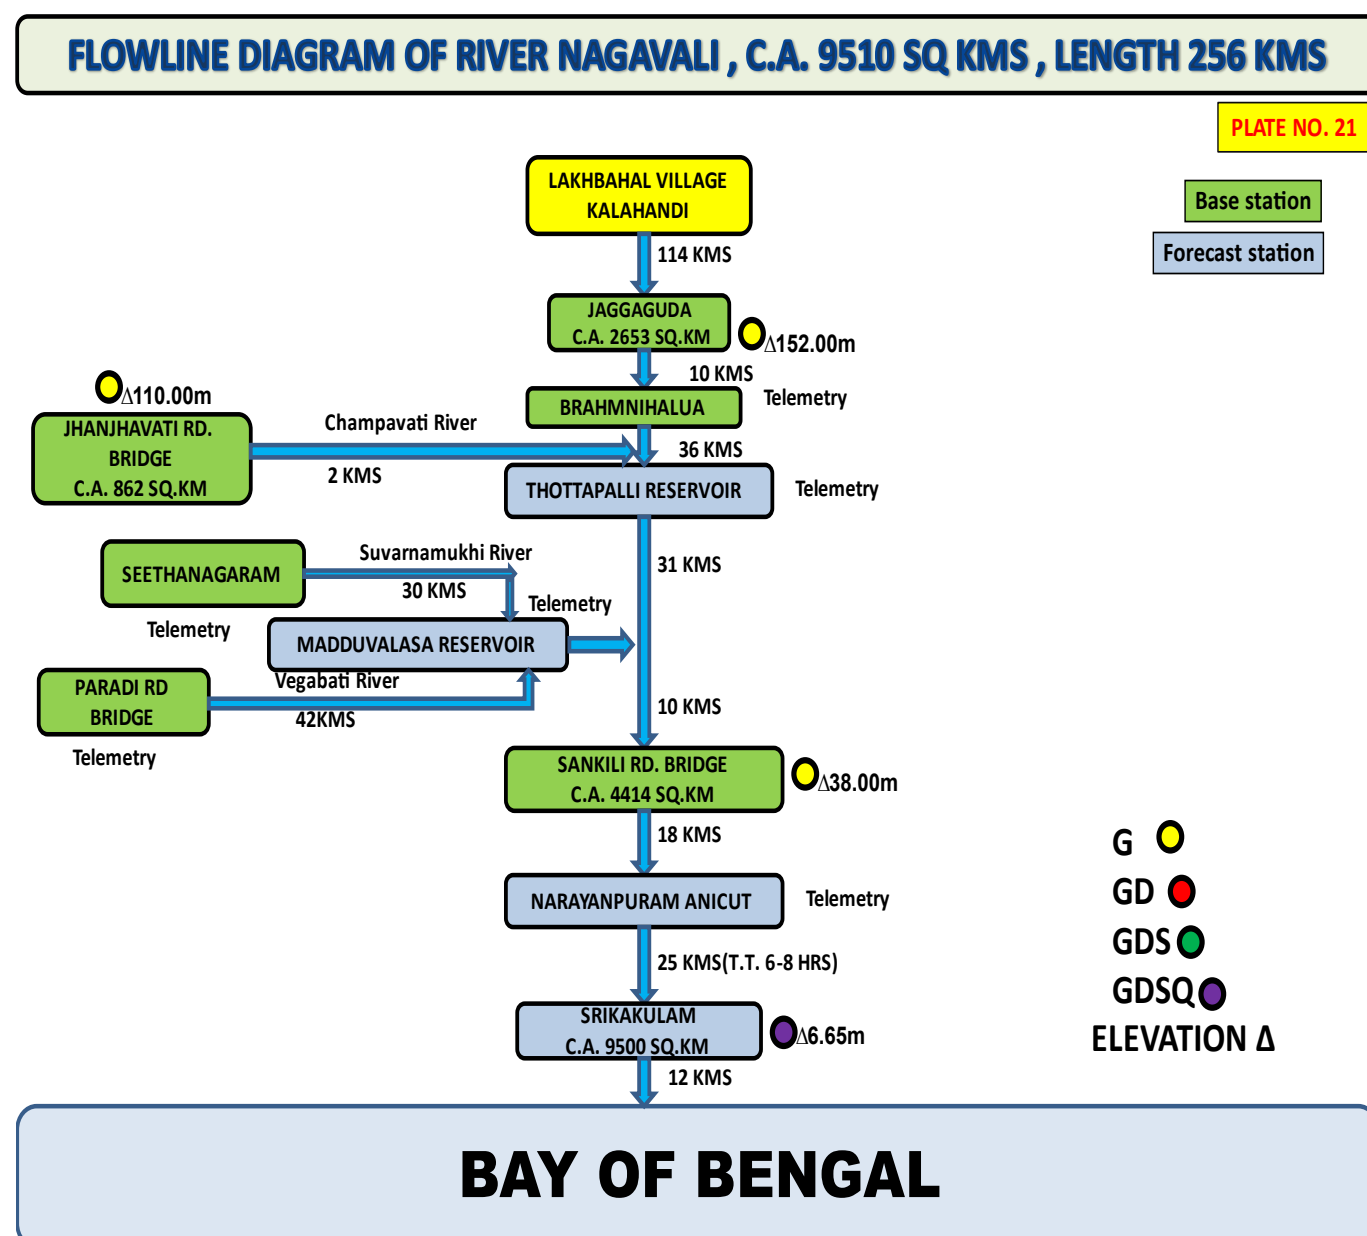 FLOWLINE DIAGRAM OF RIVER NAGAVALI , C.A. 9510 SQ KMS , LENGTH 256 KMS
PLATE NO. 21
Base station
Forecast station
LAKHBAHAL VILLAGE
KALAHANDI
114 KMS
JAGGAGUDA
C.A. 2653 SQ.KM
Δ152.00m
10 KMS
BRAHMNIHALUA
Telemetry
Δ110.00m
JHANJHAVATI RD.
BRIDGE
C.A. 862 SQ.KM
Champavati River
2 KMS
36 KMS
THOTTAPALLI RESERVOIR
Telemetry
31 KMS
SEETHANAGARAM
Telemetry
Suvarnamukhi River
30 KMS
Telemetry
MADDUVALASA RESERVOIR
PARADI RD
BRIDGE
Telemetry
Vegabati River
42KMS
10 KMS
SANKILI RD. BRIDGE
C.A. 4414 SQ.KM
Δ38.00m
18 KMS
NARAYANPURAM ANICUT
Telemetry
25 KMS(T.T. 6-8 HRS)
SRIKAKULAM
C.A. 9500 SQ.KM
Δ6.65m
12 KMS
G
GD
GDS
GDSQ
ELEVATION Δ
BAY OF BENGAL